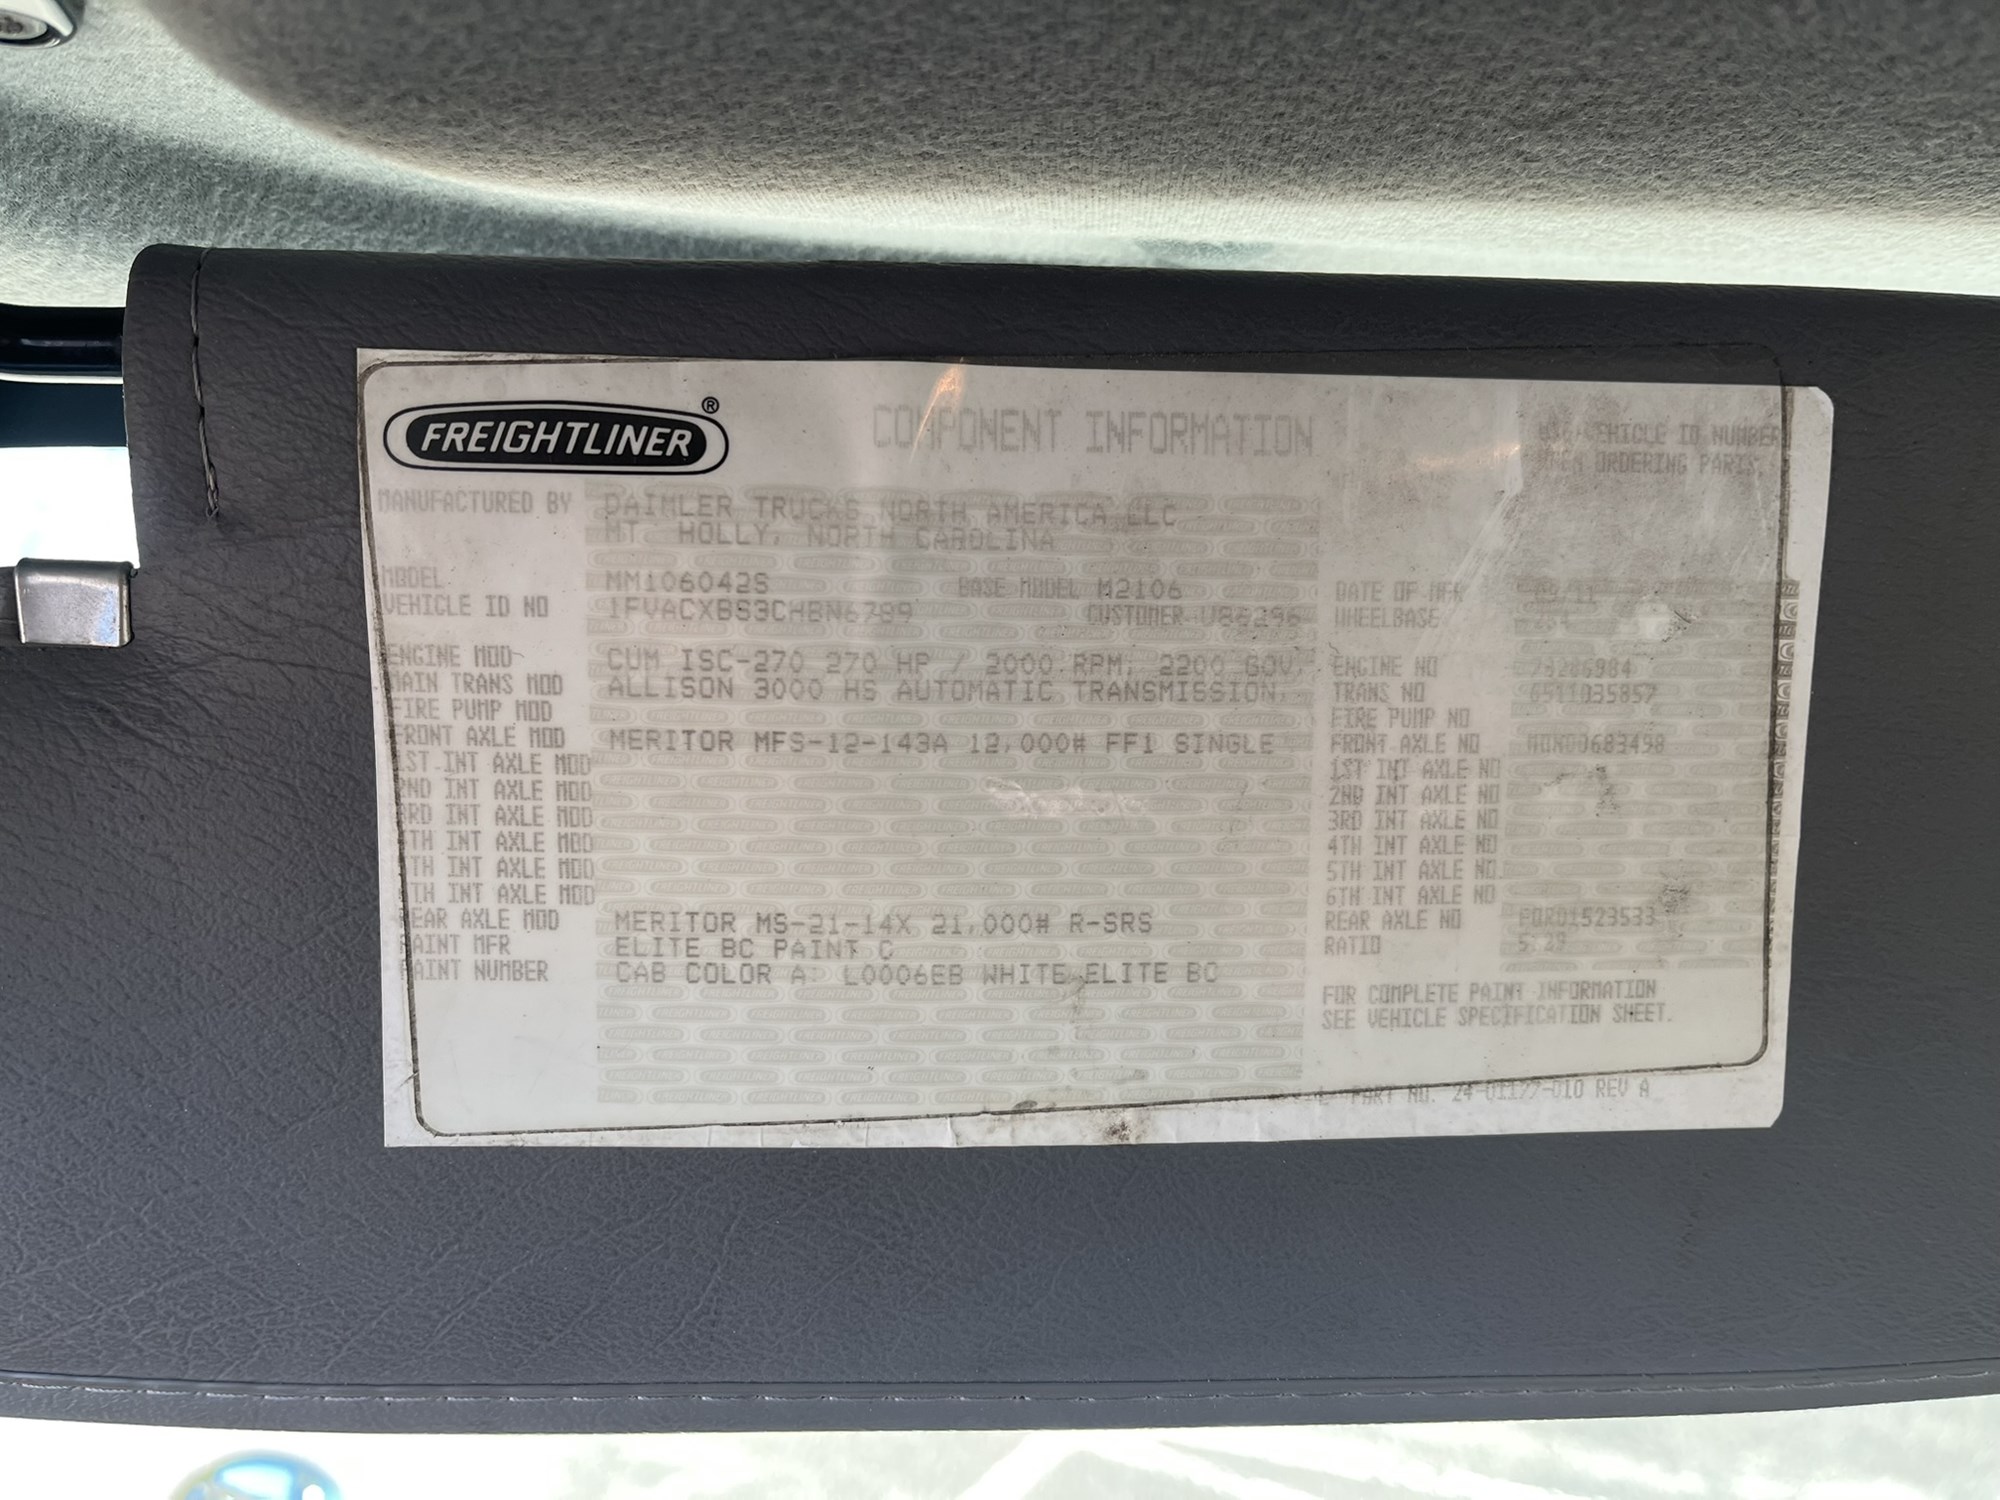 FREIGHTLINER®
COMPONENT INFORMATION
VEHICLE ID NUMBER
WHEN ORDERING PARTS.
MANUFACTURED BY DAIMLER TRUCKS NORTH AMERICA LLC
MT. HOLLY, NORTH CAROLINA
MODEL MM106042S BASE MODEL M2106 DATE OF MFR 09/11
VEHICLE ID NO CUSTOMER U86296 WHEELBASE
ENGINE MOD CUM ISC-270 270 HP / 2000 RPM, 2200 GOV, ENGINE NO
MAIN TRANS MOD ALLISON 3000 HS AUTOMATIC TRANSMISSION, TRANS NO 6511035857
FIRE PUMP MOD FIRE PUMP NO
FRONT AXLE MOD MERITOR MFS-12-143A 12,000# FF1 SINGLE FRONT AXLE NO
1ST INT AXLE MOD 1ST INT AXLE NO
2ND INT AXLE MOD 2ND INT AXLE NO
3RD INT AXLE MOD 3RD INT AXLE NO
4TH INT AXLE MOD 4TH INT AXLE NO
5TH INT AXLE MOD 5TH INT AXLE NO
6TH INT AXLE MOD 6TH INT AXLE NO
REAR AXLE MOD MERITOR MS-21-14X 21,000# R-SRS REAR AXLE NO
PAINT MFR ELITE BC PAINT C RATIO
PAINT NUMBER CAB COLOR A: L0006EB WHITE ELITE BC
FOR COMPLETE PAINT INFORMATION
SEE VEHICLE SPECIFICATION SHEET.
PART NO. 24-01177-010 REV A